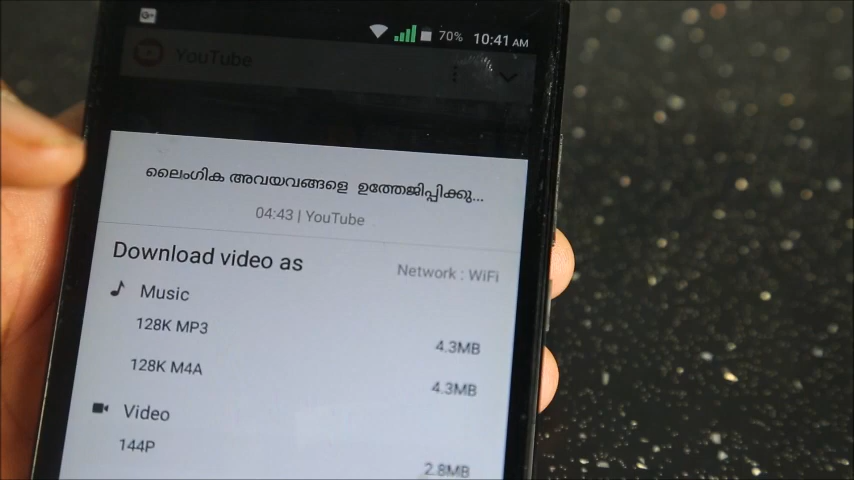 G+
70% 10:41 AM
YouTube
ലൈംഗിക അവയവങ്ങളെ ഉത്തേജിപ്പിക്കു...
04:43 | YouTube
Download video as
Network : WiFi
Music
128K MP3
4.3MB
128K M4A
4.3MB
Video
144P
2.8MB